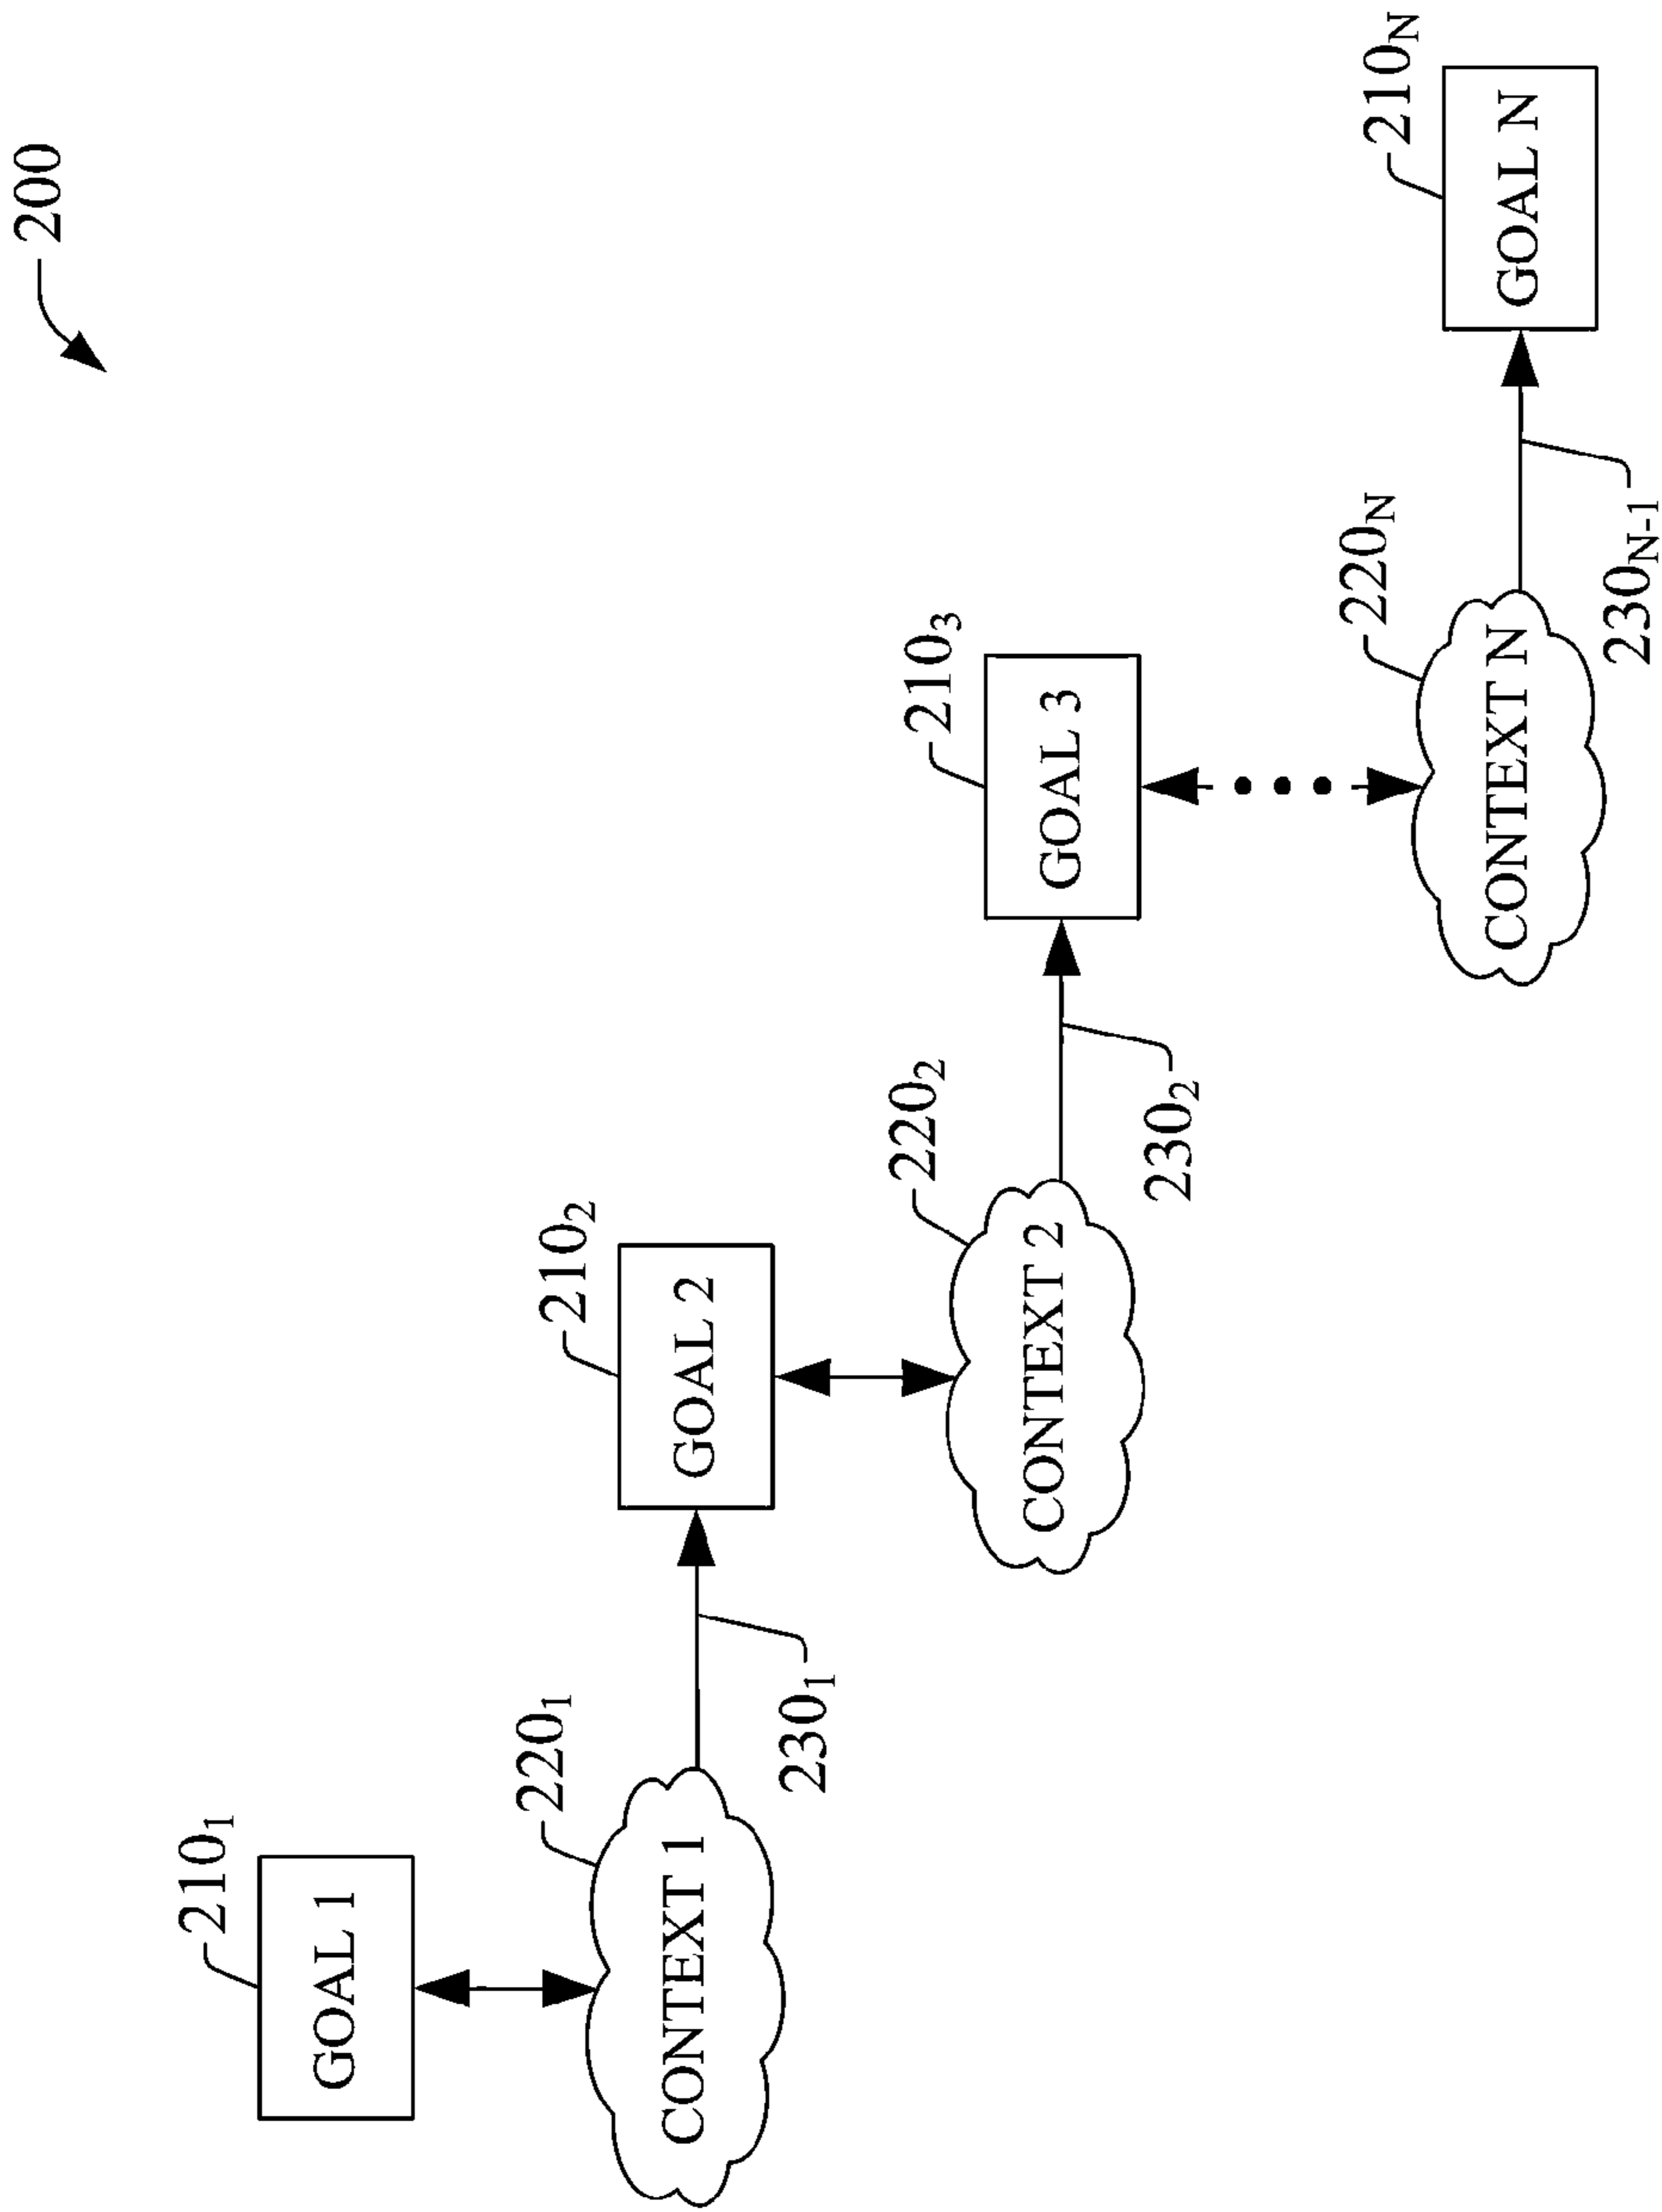 200
210₁
GOAL 1
220₁
CONTEXT 1
230₁
210₂
GOAL 2
220₂
CONTEXT 2
230₂
210₃
GOAL 3
220N
CONTEXT N
230N-1
210N
GOAL N